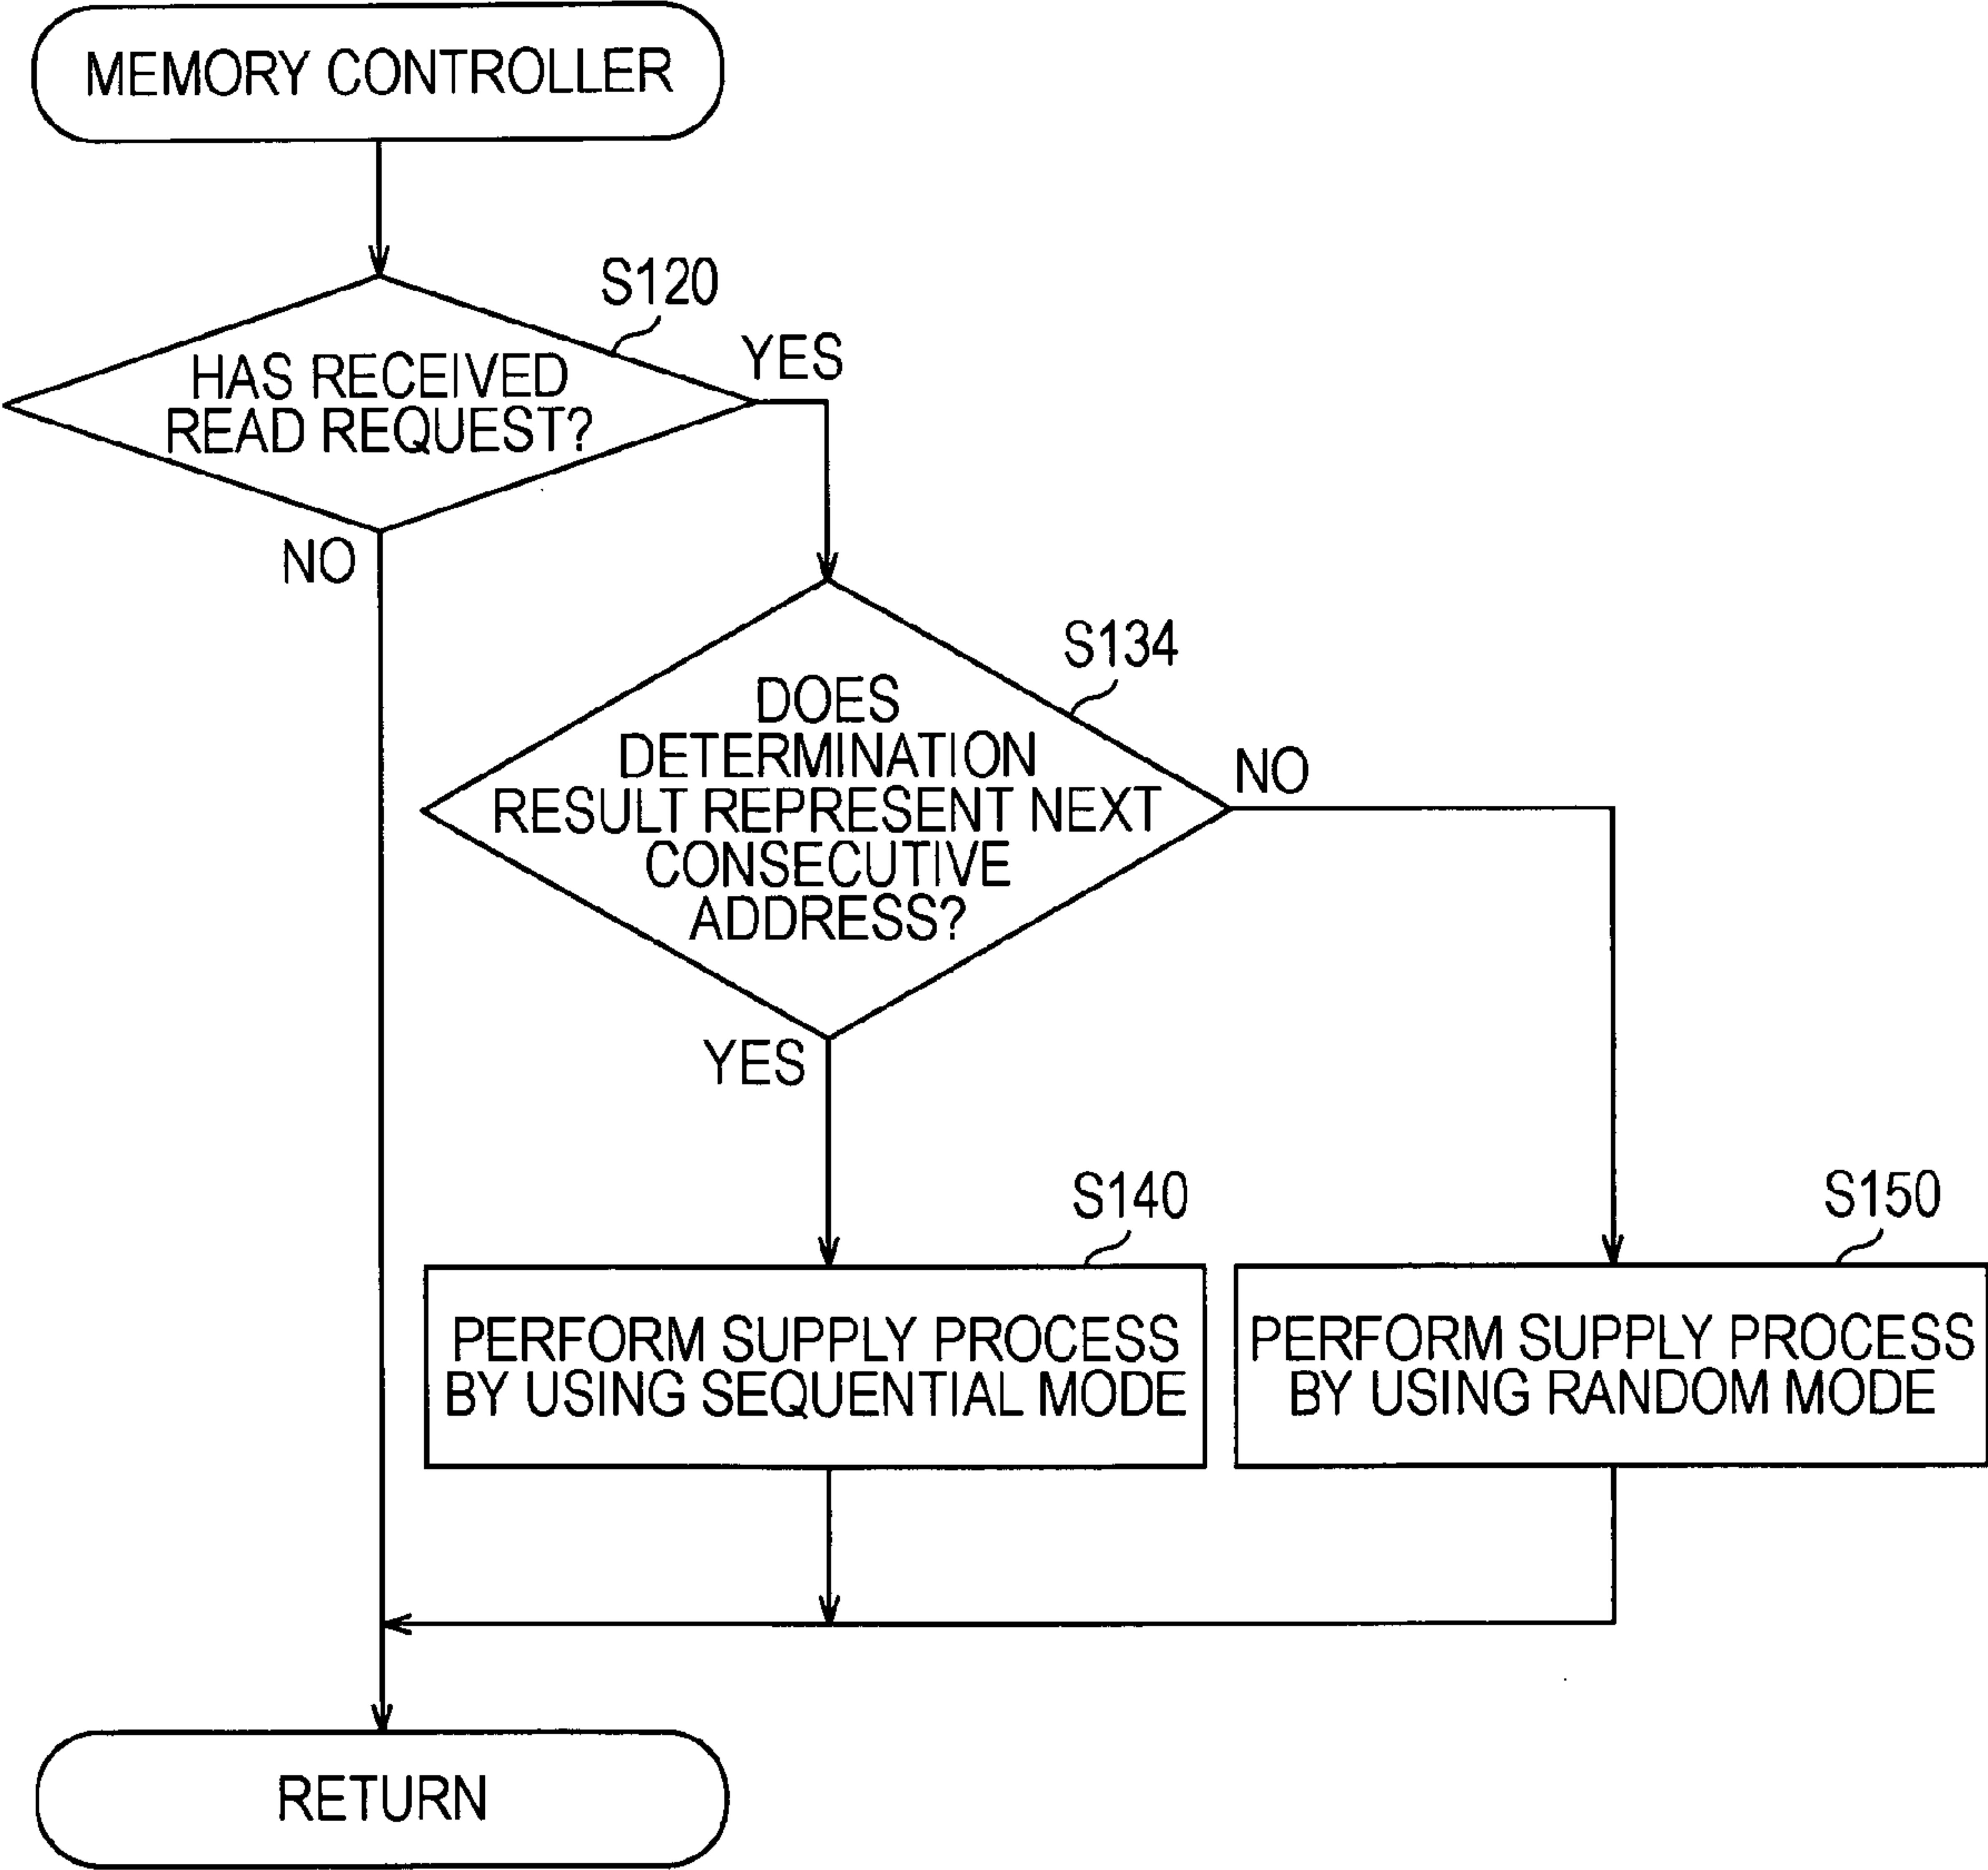 MEMORY CONTROLLER
S120
HAS RECEIVED
READ REQUEST?
YES
NO
S134
DOES
DETERMINATION
RESULT REPRESENT NEXT
CONSECUTIVE
ADDRESS?
NO
YES
S140
PERFORM SUPPLY PROCESS
BY USING SEQUENTIAL MODE
S150
PERFORM SUPPLY PROCESS
BY USING RANDOM MODE
RETURN